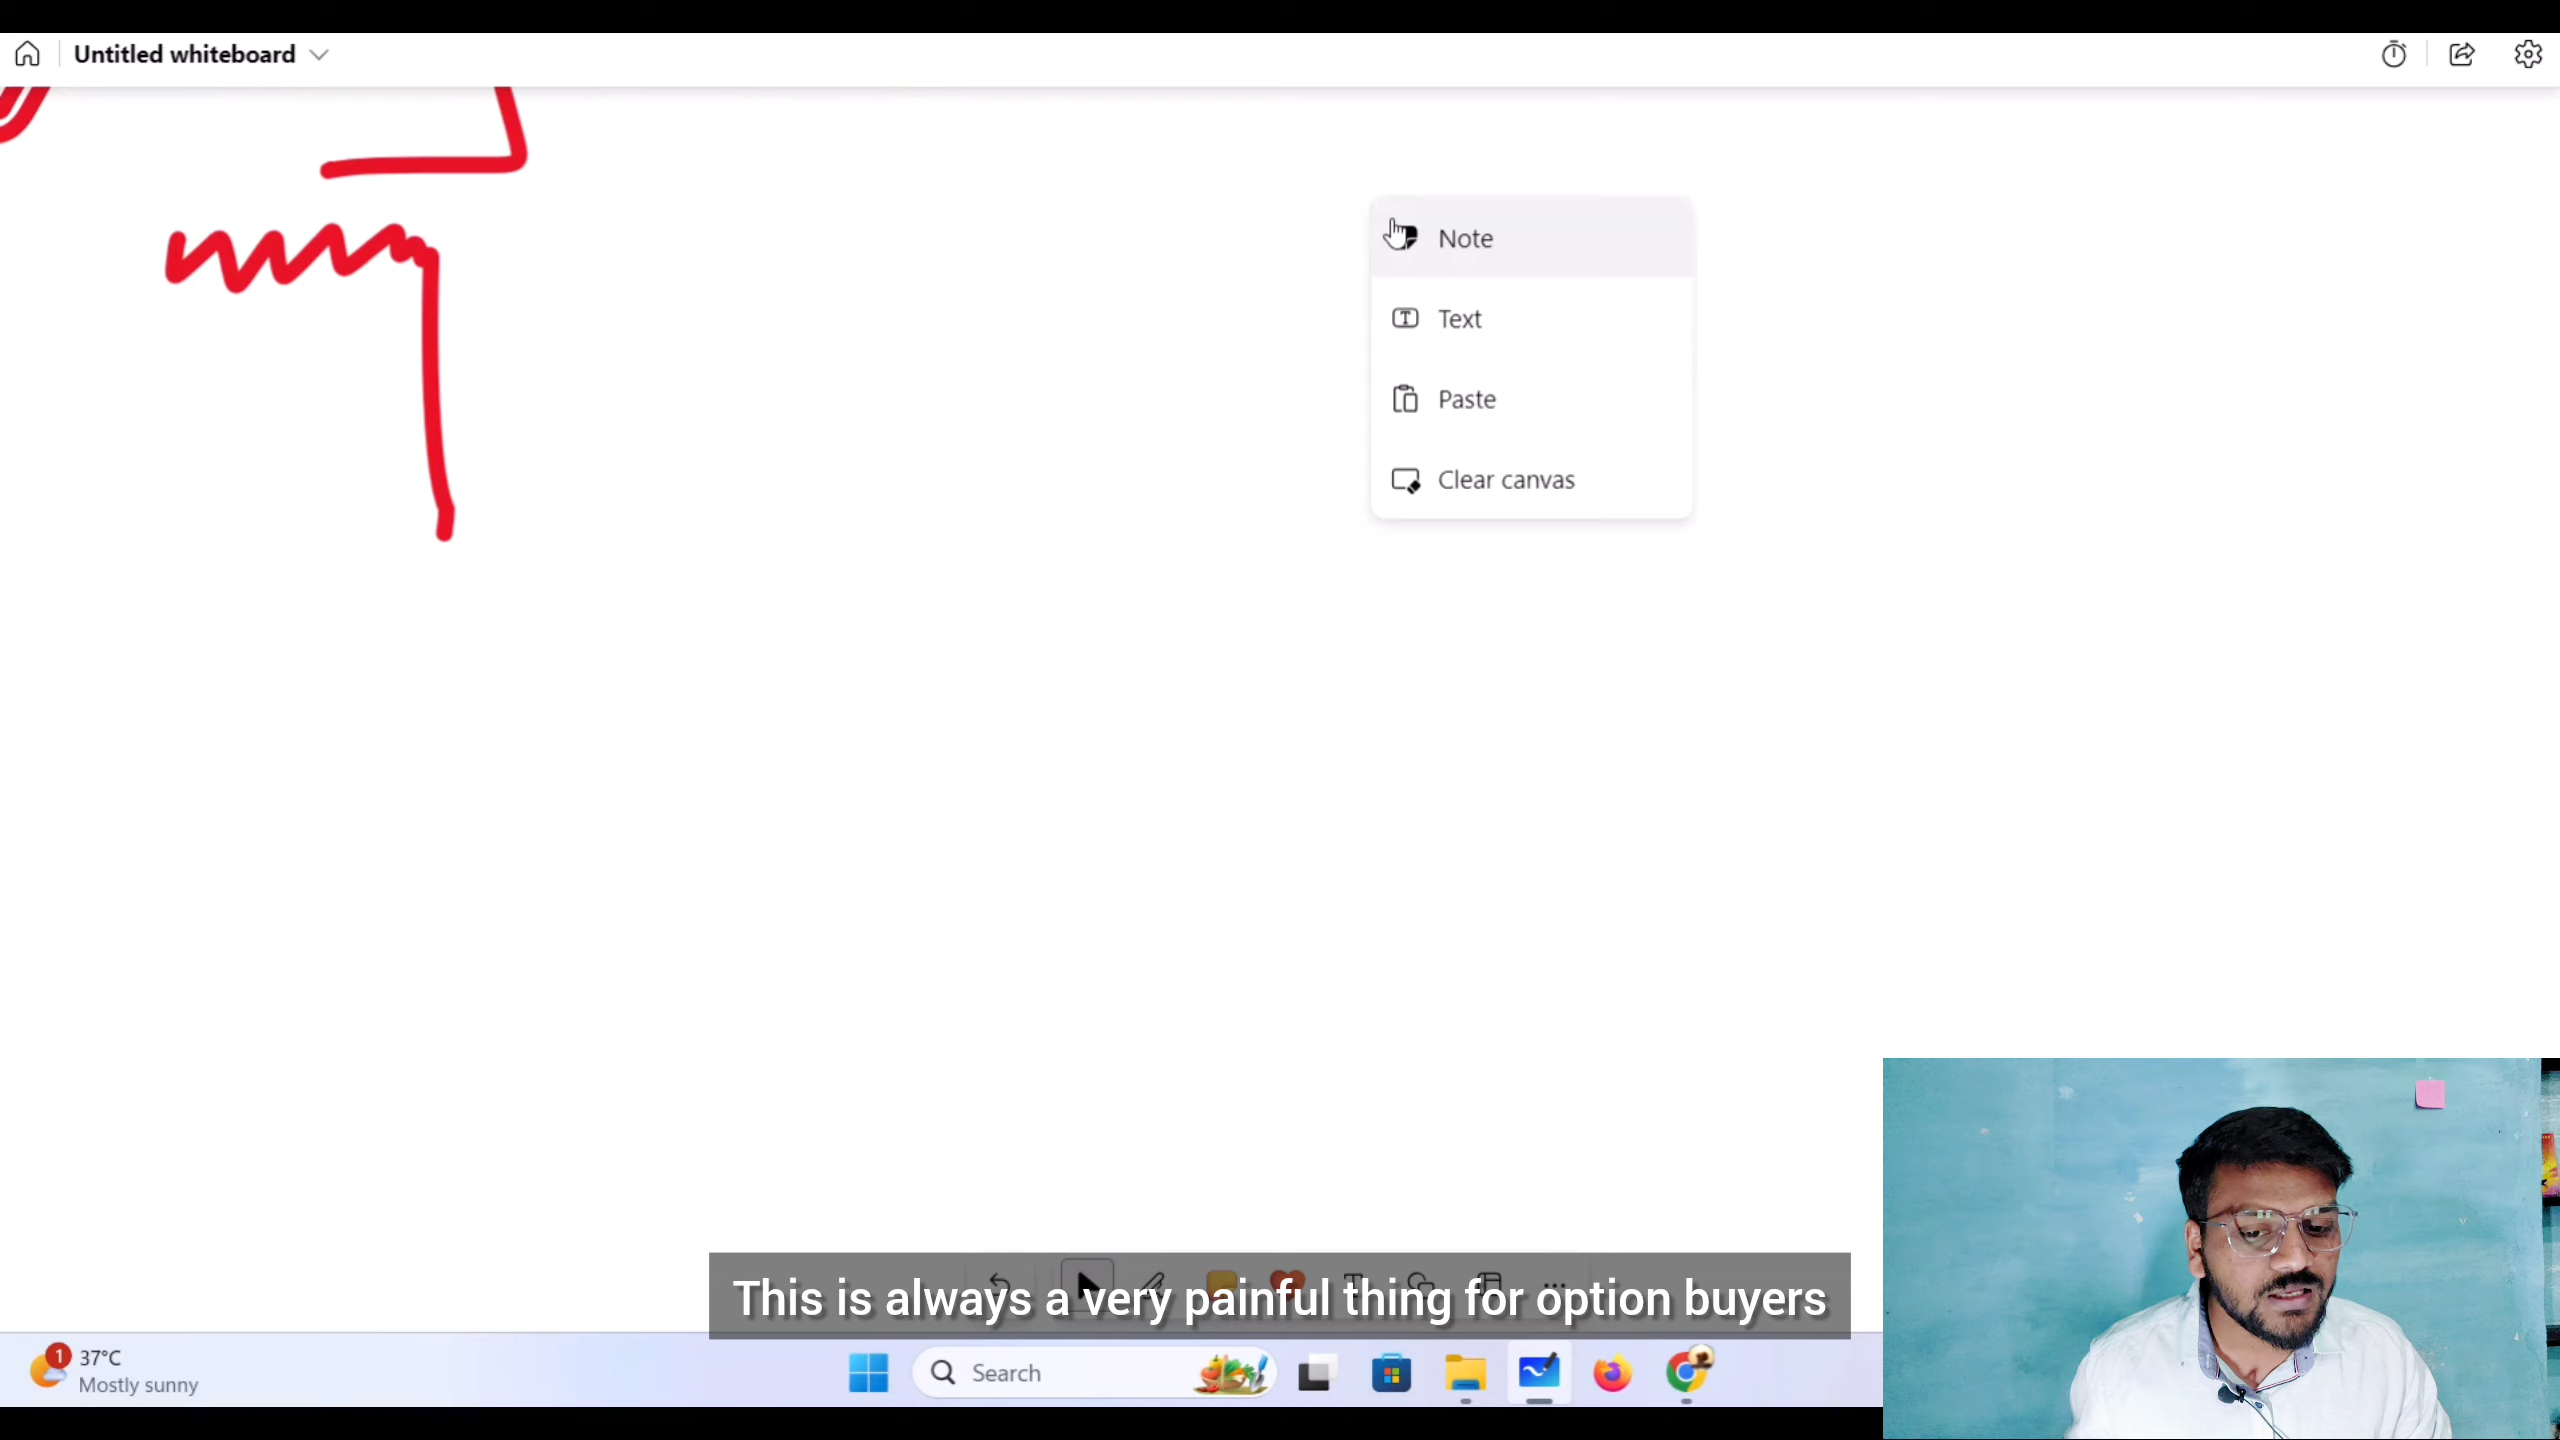 Untitled whiteboard
Note
Text
Paste
Clear canvas
This is always a very painful thing for option buyers
1
37°C
Mostly sunny
Search